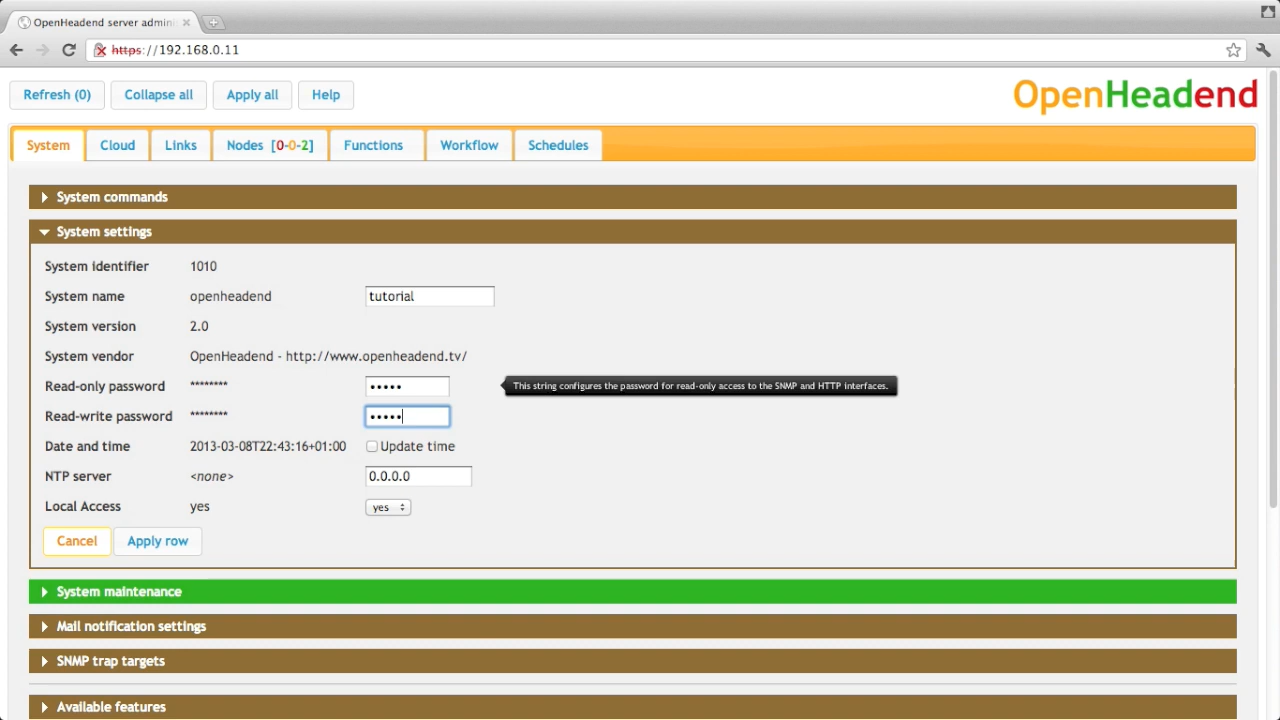 OpenHeadend server admin
https://192.168.0.11
Refresh (0) Collapse all Apply all Help OpenHeadend
System Cloud Links Nodes [0-0-2] Functions Workflow Schedules
System commands
System settings
System identifier 1010
System name openheadend tutorial
System version 2.0
System vendor OpenHeadend - http://www.openheadend.tv/
Read-only password ******** ••••• This string configures the password for read-only access to the SNMP and HTTP interfaces.
Read-write password ******** •••••
Date and time 2013-03-08T22:43:16+01:00 Update time
NTP server <none> 0.0.0.0
Local Access yes yes
Cancel Apply row
System maintenance
Mail notification settings
SNMP trap targets
Available features